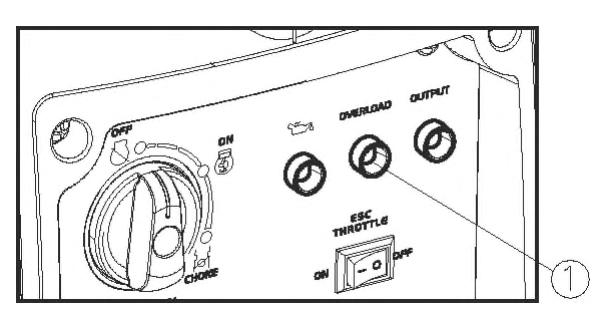 OFF
ON
CHOKE
OVERLOAD
OUTPUT
ESC
THROTTLE
ON
OFF
1